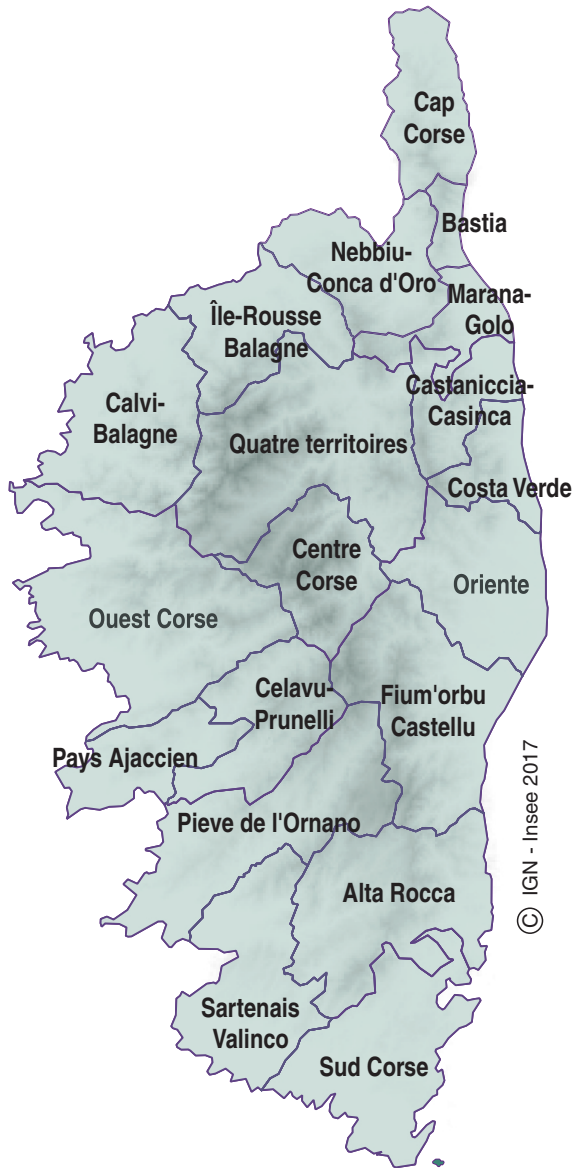 Cap
Corse
Bastia
Nebbiu-
Conca d'Oro
Marana-
Golo
Île-Rousse
Balagne
Castaniccia-
Casinca
Calvi-
Balagne
Quatre territoires
Costa Verde
Centre
Corse
Oriente
Ouest Corse
Celavu-
Prunelli
Fium'orbu
Castellu
Pays Ajaccien
Pieve de l'Ornano
Alta Rocca
Sartenais
Valinco
Sud Corse
© IGN - Insee 2017